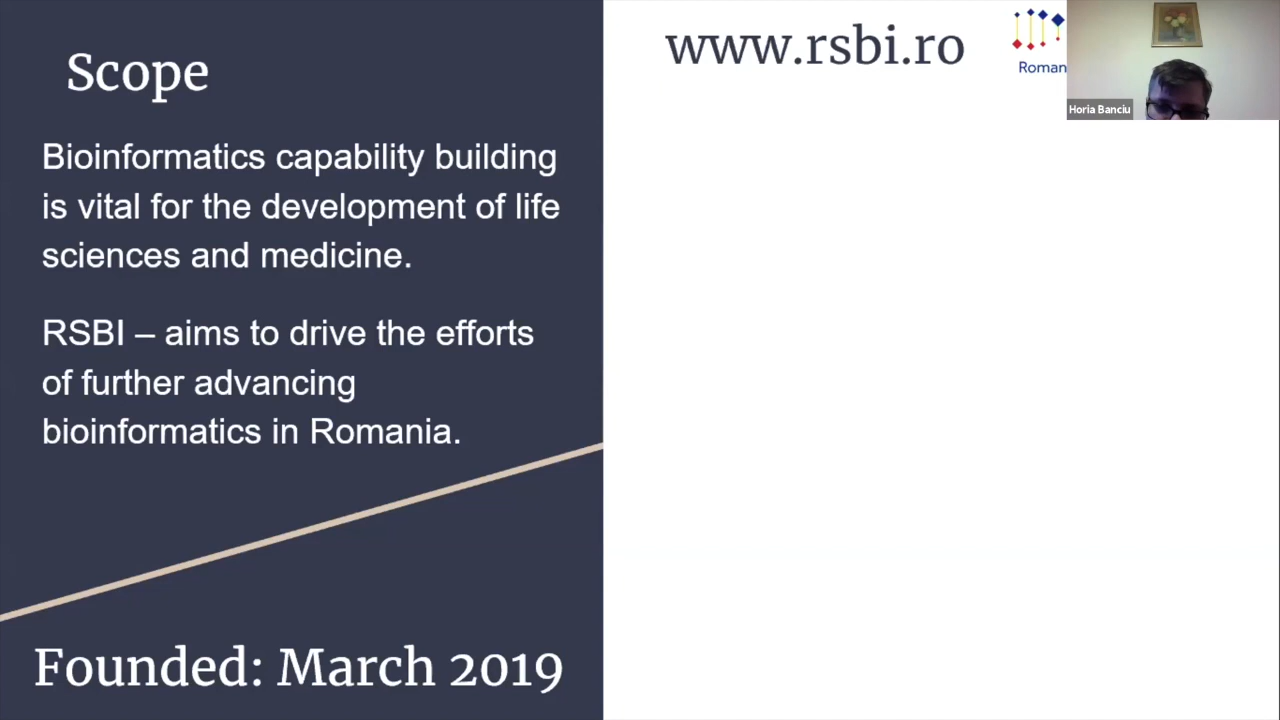 Scope
Bioinformatics capability building
is vital for the development of life
sciences and medicine.
RSBI – aims to drive the efforts
of further advancing
bioinformatics in Romania.
Founded: March 2019
www.rsbi.ro
Roman
Horia Banciu